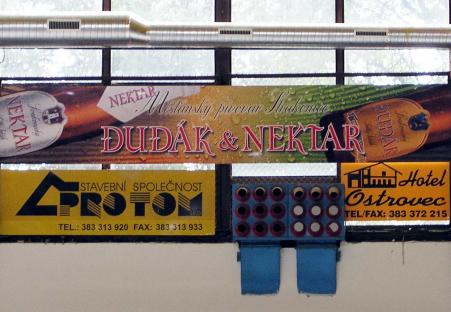 Měšťanský pivovar Strakonice
NEKTAR
DUDÁK & NEKTAR
NEKTAR
STAVEBNÍ SPOLEČNOST
PROTOM
TEL.: 383 313 920 FAX: 383 313 933
Hotel
Ostrovec
TEL/FAX: 383 372 215